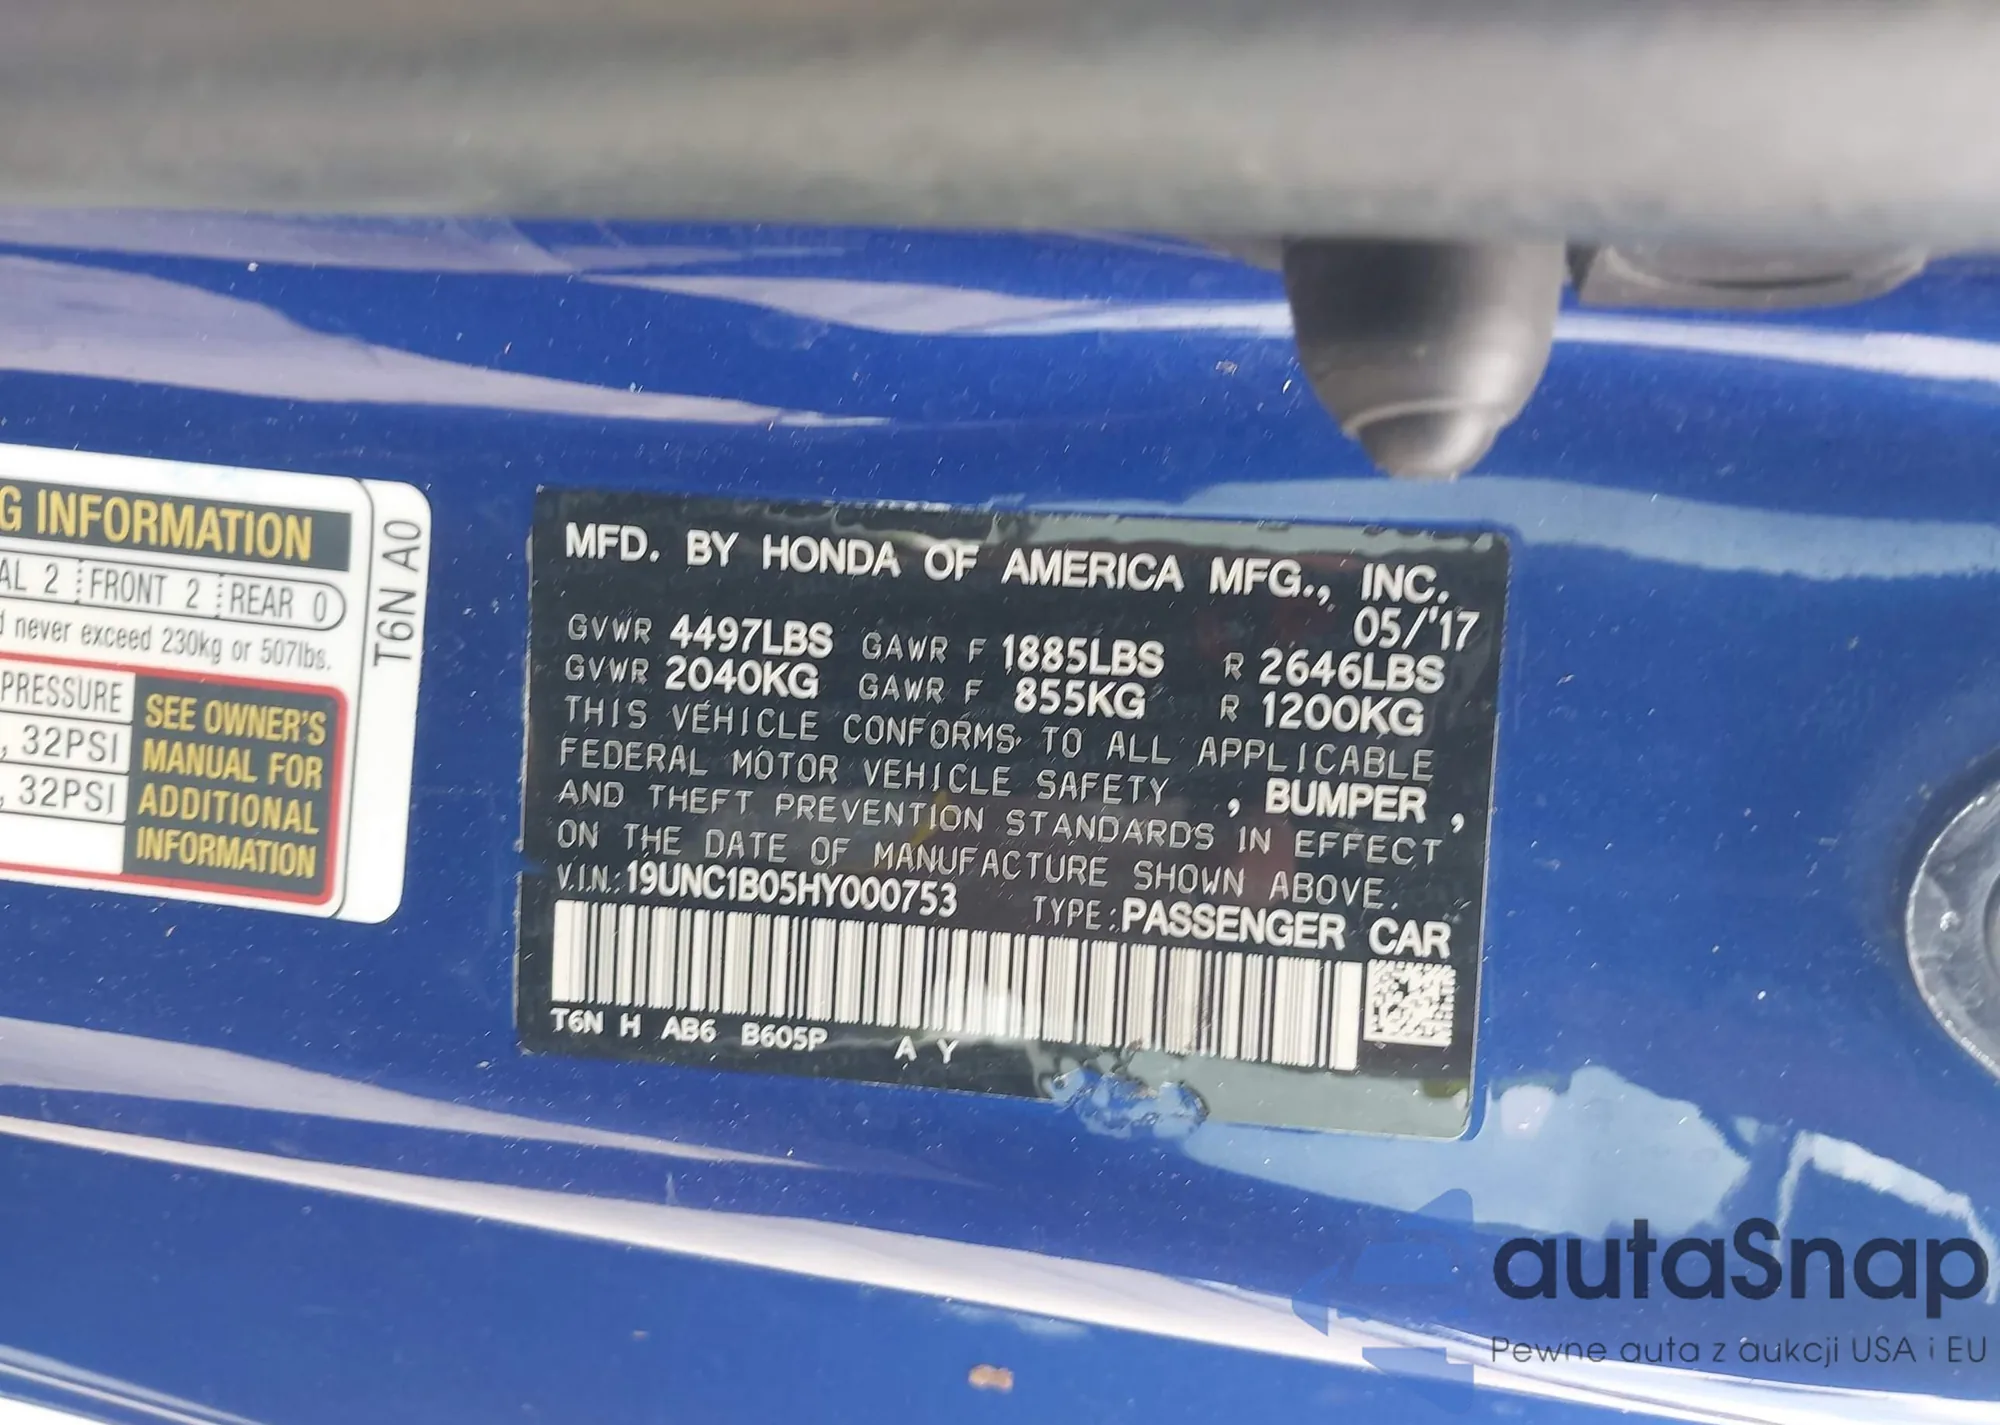 G INFORMATION
AL 2 FRONT 2 REAR 0
d never exceed 230kg or 507lbs.
PRESSURE
, 32PSI
, 32PSI
SEE OWNER'S
MANUAL FOR
ADDITIONAL
INFORMATION
T6N A0
MFD. BY HONDA OF AMERICA MFG., INC.
05/'17
GVWR 4497LBS GAWR F 1885LBS R 2646LBS
GVWR 2040KG GAWR F 855KG R 1200KG
THIS VEHICLE CONFORMS TO ALL APPLICABLE
FEDERAL MOTOR VEHICLE SAFETY , BUMPER ,
AND THEFT PREVENTION STANDARDS IN EFFECT
ON THE DATE OF MANUFACTURE SHOWN ABOVE.
V.I.N.: 19UNC1B05HY000753 TYPE: PASSENGER CAR
T6N H AB6 B605P A Y
autaSnap
Pewne auta z aukcji USA i EU